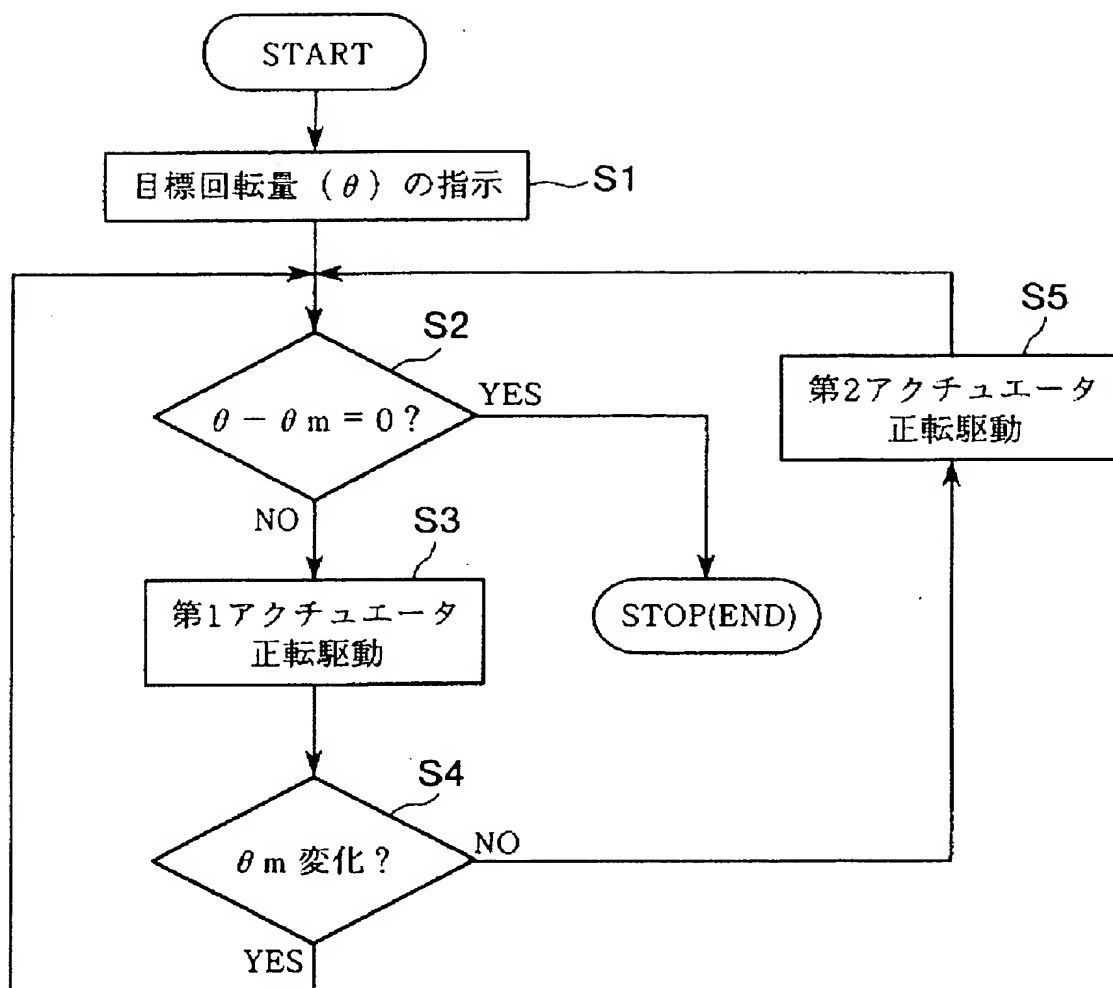 START
目標回転量（θ）の指示
S1
S2
θ − θm = 0 ?
YES
NO
S3
第1アクチュエータ
正転駆動
STOP(END)
S5
第2アクチュエータ
正転駆動
S4
θm 変化 ?
NO
YES